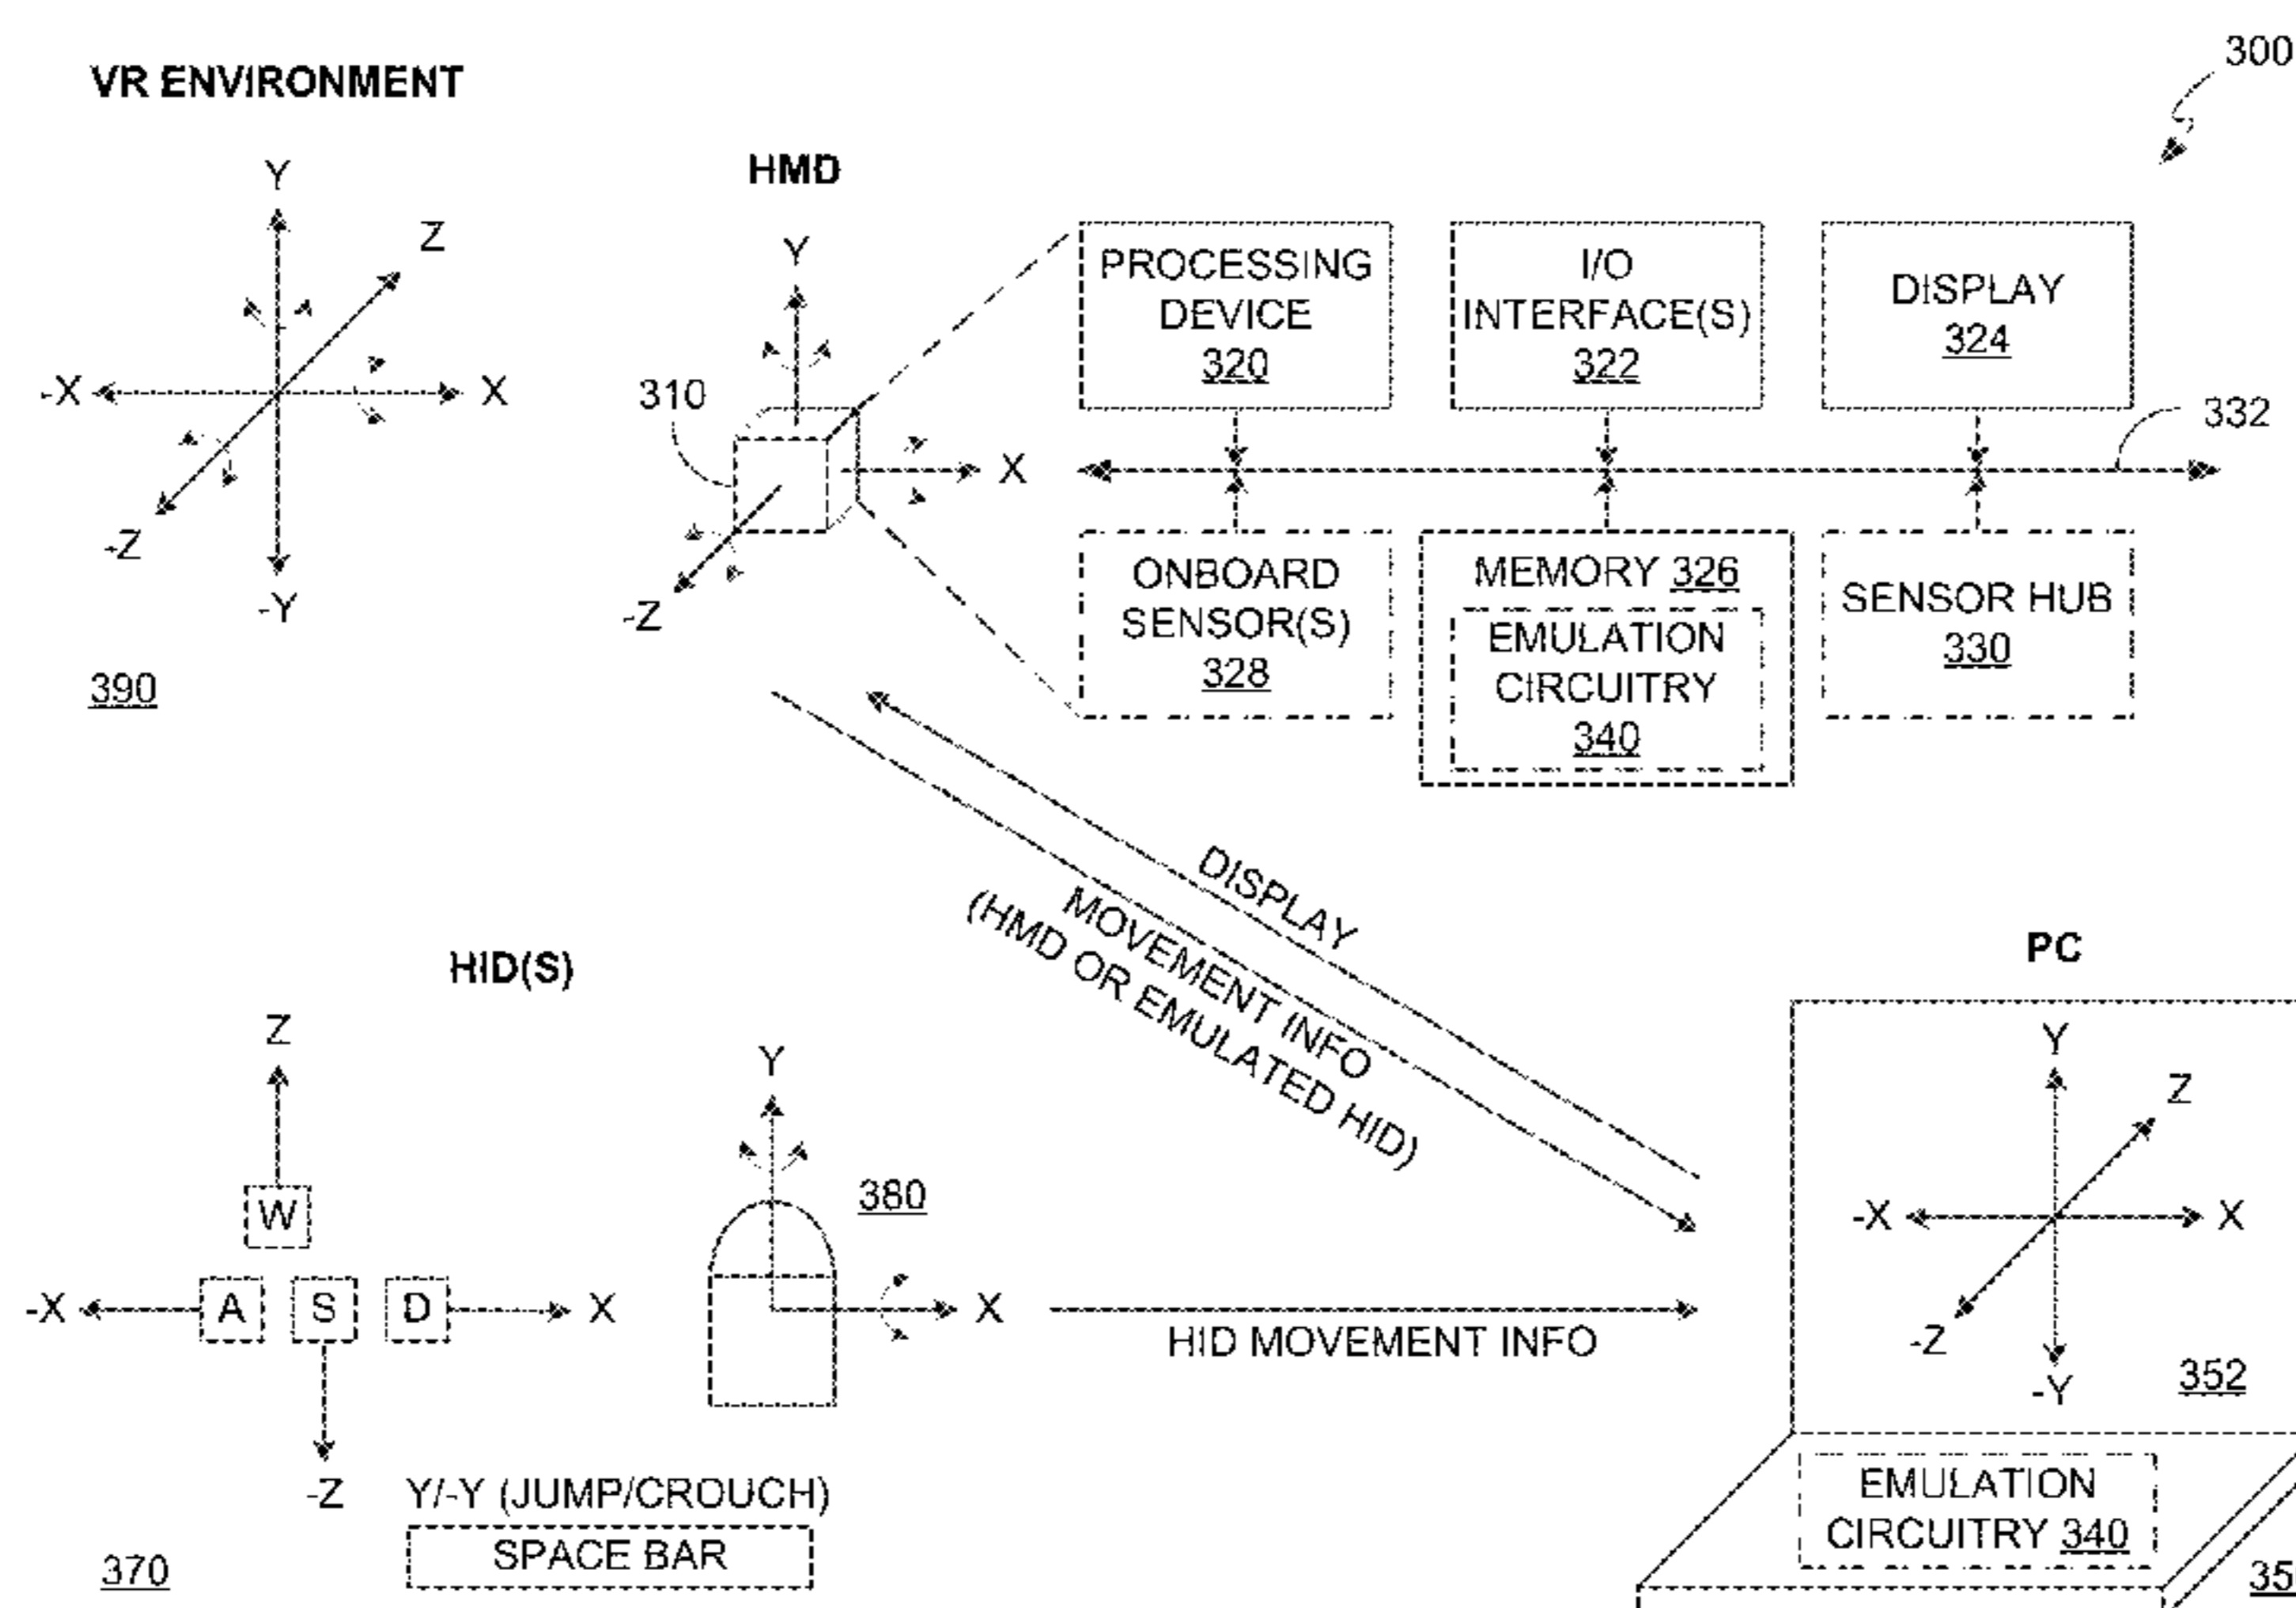 300
VR ENVIRONMENT
Y
Z
-X
X
-Z
-Y
390
HMD
Y
310
X
-Z
PROCESSING
DEVICE
320
I/O
INTERFACE(S)
322
DISPLAY
324
332
ONBOARD
SENSOR(S)
328
MEMORY 326
EMULATION
CIRCUITRY
340
SENSOR HUB
330
DISPLAY
MOVEMENT INFO
(HMD OR EMULATED HID)
HID(S)
Z
W
-X
A
S
D
X
-Z
Y/-Y (JUMP/CROUCH)
SPACE BAR
370
Y
380
X
HID MOVEMENT INFO
PC
Y
Z
-X
X
-Z
-Y
352
EMULATION
CIRCUITRY 340